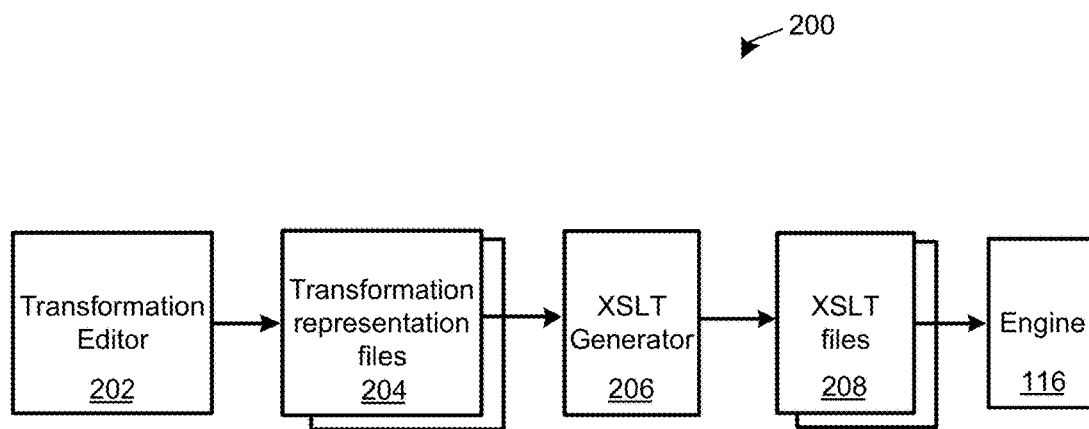 200
Transformation
Editor
202
Transformation
representation
files
204
XSLT
Generator
206
XSLT
files
208
Engine
116